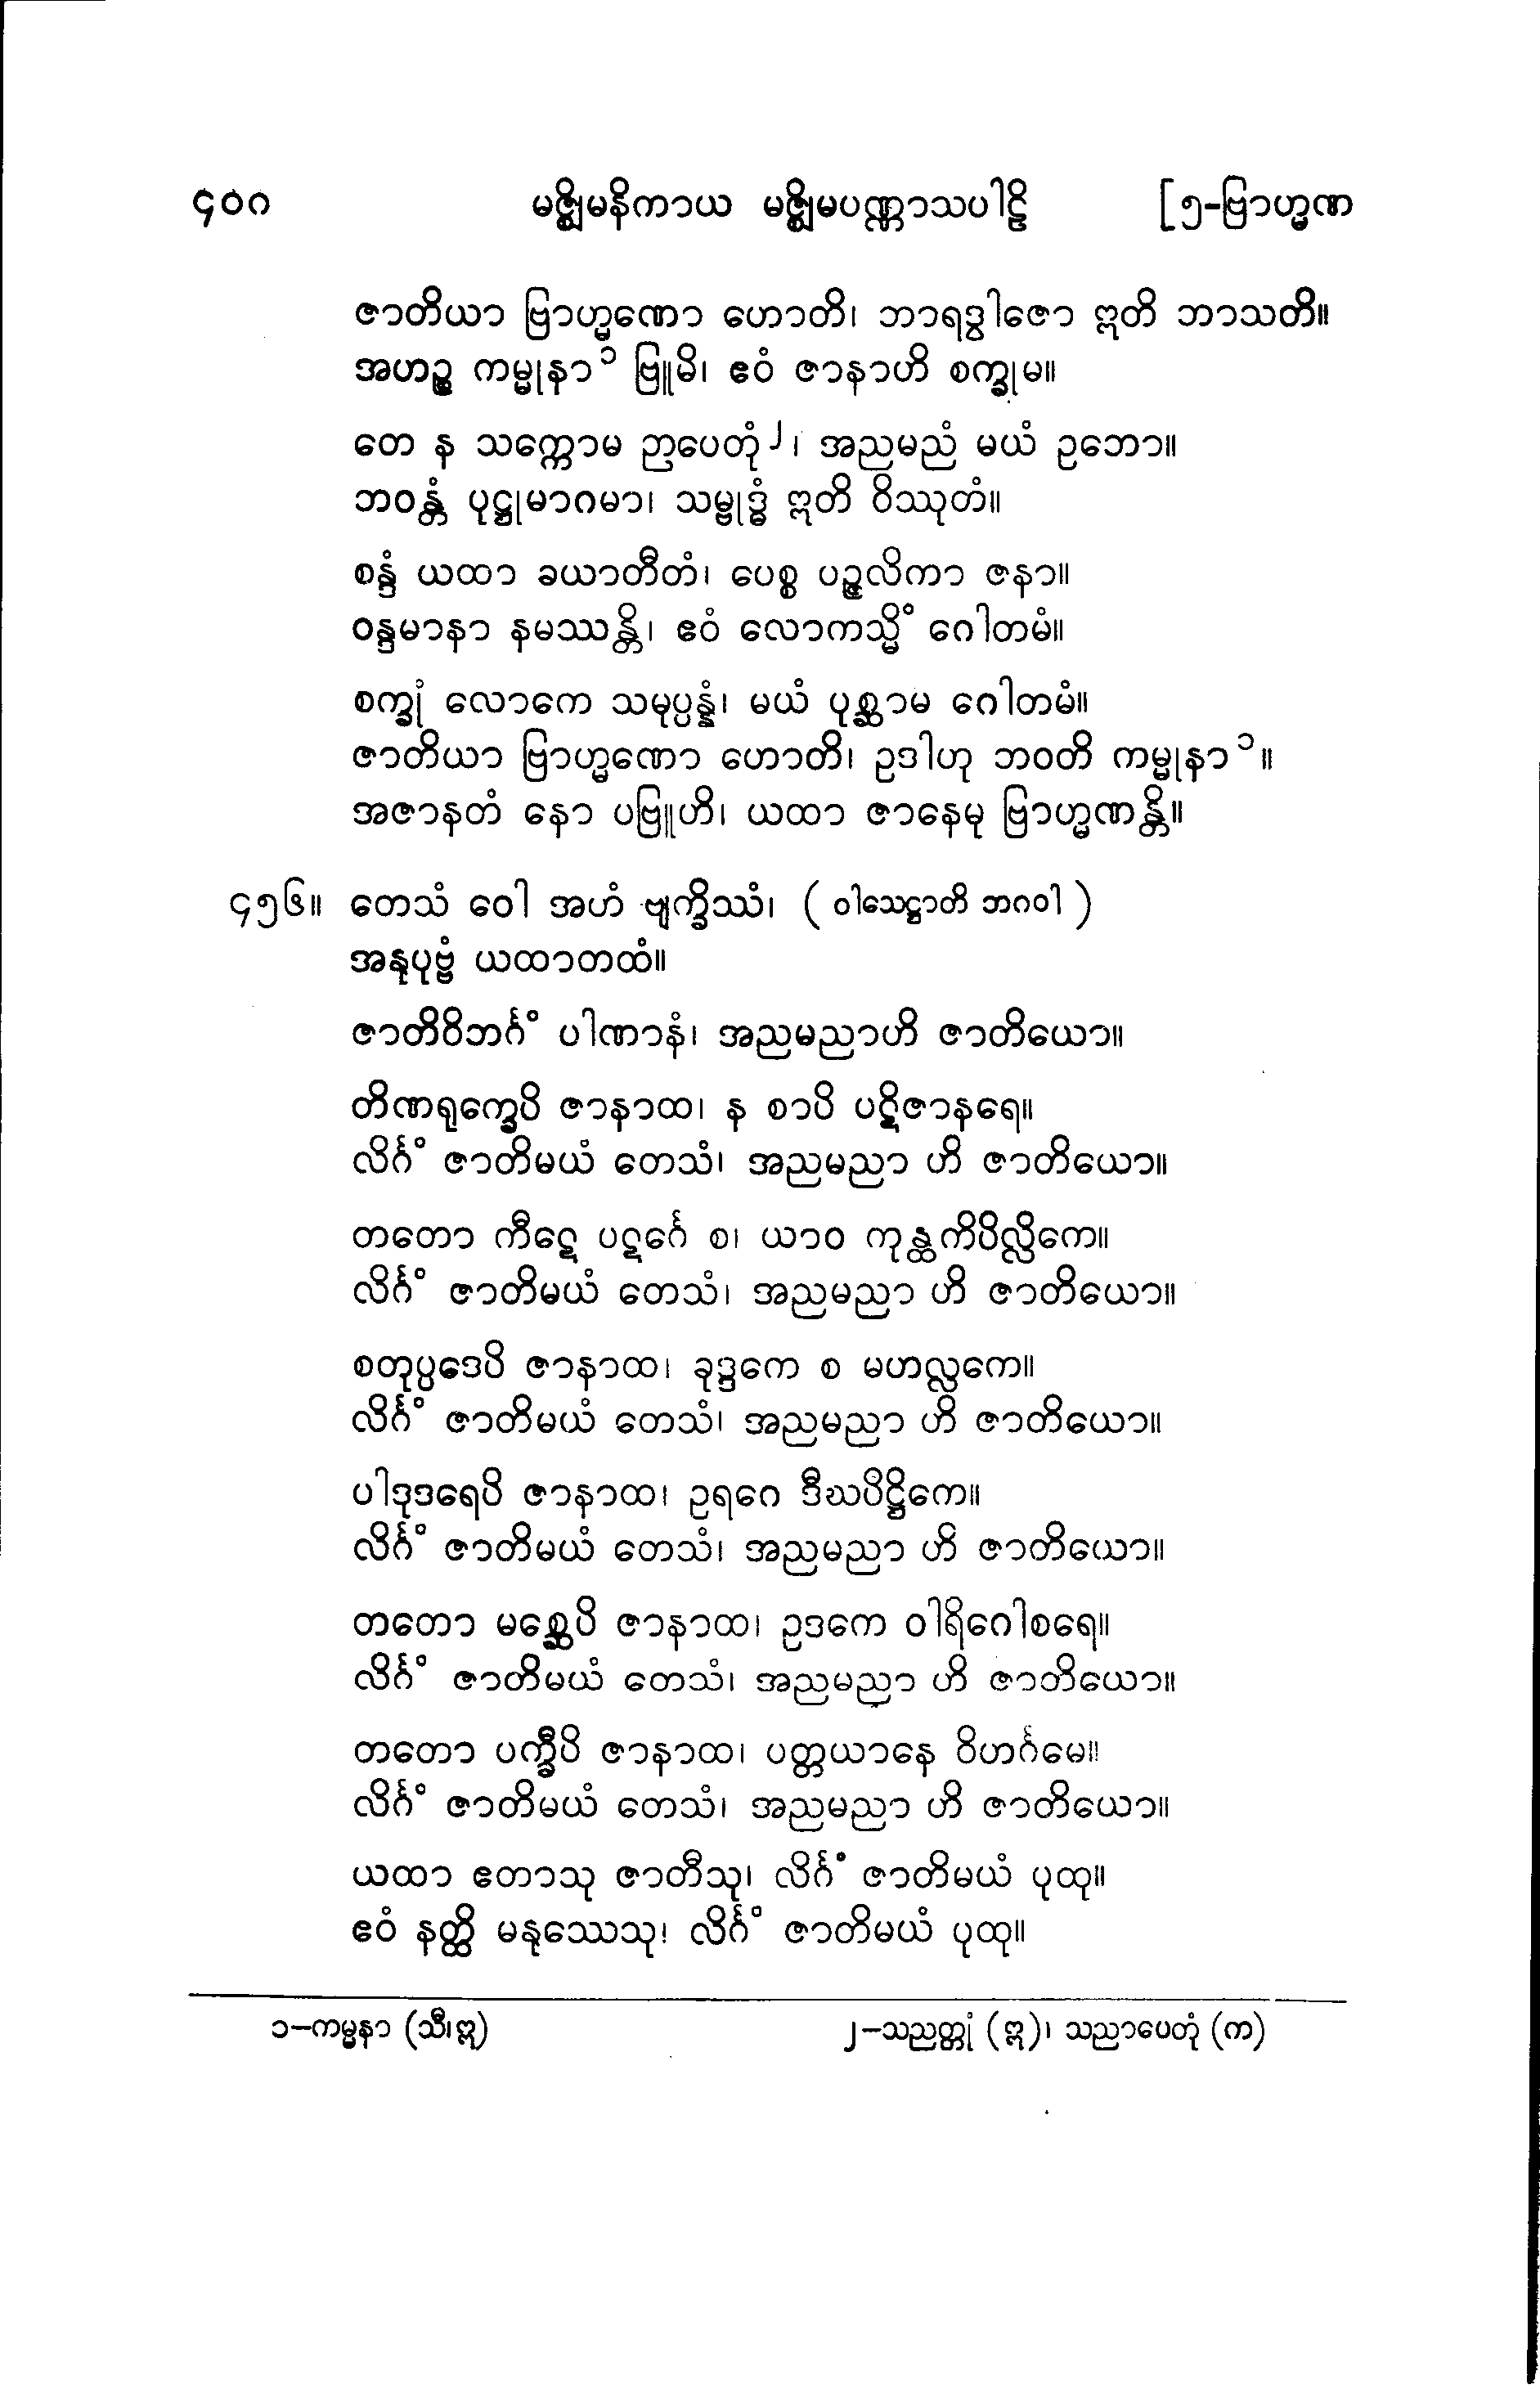 ၄၀ဂ မဇ္ဈိမနိကာယ မဇ္ဈိမပဏ္ဏာသပါဠိ [၅-ဗြာဟ္မဏ
ဇာတိယာ ဗြာဟ္မဏော ဟောတိ၊ ဘာရဒွါဇော ဣတိ ဘာသတိ။
အဟဉ္စ ကမ္မုနာ ၁ ဗြူမိ၊ ဧဝံ ဇာနာဟိ စက္ခုမ။
တေ န သက္ကောမ ဉာပေတုံ ၂၊ အညမညံ မယံ ဥဘော။
ဘဝန္တံ ပုဋ္ဌုမာဂမာ၊ သမ္ဗုဒ္ဓံ ဣတိ ဝိဿုတံ။
စန္ဒံ ယထာ ခယာတီတံ၊ ပေစ္စ ပဉ္ဇလိကာ ဇနာ။
ဝန္ဒမာနာ နမဿန္တိ၊ ဧဝံ လောကသ္မိံ ဂေါတမံ။
စက္ခုံ လောကေ သမုပ္ပန္နံ၊ မယံ ပုစ္ဆာမ ဂေါတမံ။
ဇာတိယာ ဗြာဟ္မဏော ဟောတိ၊ ဥဒါဟု ဘဝတိ ကမ္မုနာ ၁။
အဇာနတံ နော ပဗြူဟိ၊ ယထာ ဇာနေမု ဗြာဟ္မဏန္တိ။
၄၅၆။ တေသံ ဝေါ အဟံ ဗျက္ခိဿံ၊ (ဝါသေဋ္ဌာတိ ဘဂဝါ)
အနုပုဗ္ဗံ ယထာတထံ။
ဇာတိဝိဘင်္ဂံ ပါဏာနံ၊ အညမညာဟိ ဇာတိယော။
တိဏရုက္ခေပိ ဇာနာထ၊ န စာပိ ပဋိဇာနရေ။
လိင်္ဂံ ဇာတိမယံ တေသံ၊ အညမညာ ဟိ ဇာတိယော။
တတော ကီဋေ ပဋင်္ဂေ စ၊ ယာဝ ကုန္ထကိပိလ္လိကေ။
လိင်္ဂံ ဇာတိမယံ တေသံ၊ အညမညာ ဟိ ဇာတိယော။
စတုပ္ပဒေပိ ဇာနာထ၊ ခုဒ္ဒကေ စ မဟလ္လကေ။
လိင်္ဂံ ဇာတိမယံ တေသံ၊ အညမညာ ဟိ ဇာတိယော။
ပါဒုဒရေပိ ဇာနာထ၊ ဥရဂေ ဒီဃပိဋ္ဌိကေ။
လိင်္ဂံ ဇာတိမယံ တေသံ၊ အညမညာ ဟိ ဇာတိယော။
တတော မစ္ဆေပိ ဇာနာထ၊ ဥဒကေ ဝါရိဂေါစရေ။
လိင်္ဂံ ဇာတိမယံ တေသံ၊ အညမညာ ဟိ ဇာတိယော။
တတော ပက္ခီပိ ဇာနာထ၊ ပတ္တယာနေ ဝိဟင်္ဂမေ။
လိင်္ဂံ ဇာတိမယံ တေသံ၊ အညမညာ ဟိ ဇာတိယော။
ယထာ ဧတာသု ဇာတီသု၊ လိင်္ဂံ ဇာတိမယံ ပုထု။
ဧဝံ နတ္ထိ မနုဿေသု၊ လိင်္ဂံ ဇာတိမယံ ပုထု။
၁–ကမ္မနာ (သီ၊ဣ) ၂–သညတ္တုံ (ဣ)၊ သညာပေတုံ (က)